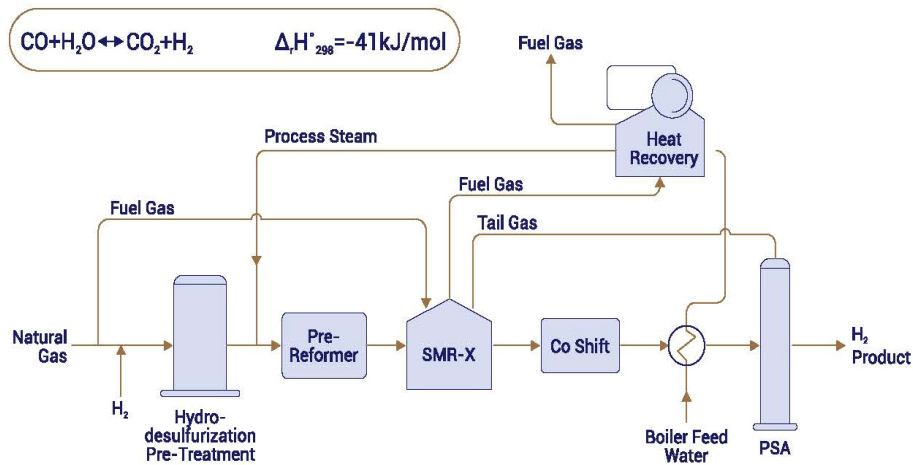 CO+H₂O↔CO₂+H₂
ΔᵣH°₂₉₈=-41kJ/mol
Fuel Gas
Heat
Recovery
Process Steam
Fuel Gas
Fuel Gas
Tail Gas
Natural
Gas
H₂
Hydro-
desulfurization
Pre-Treatment
Pre-
Reformer
SMR-X
Co Shift
Boiler Feed
Water
PSA
H₂
Product